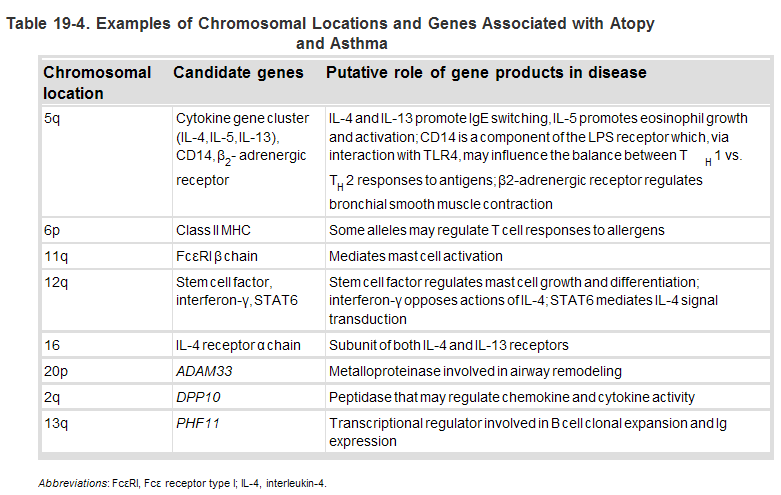 Table 19-4. Examples of Chromosomal Locations and Genes Associated with Atopy
and Asthma
Chromosomal location Candidate genes Putative role of gene products in disease
5q Cytokine gene cluster IL-4 and IL-13 promote IgE switching, IL-5 promotes eosinophil growth
(IL-4, IL-5, IL-13), and activation; CD14 is a component of the LPS receptor which, via
CD14, β2- adrenergic interaction with TLR4, may influence the balance between T H 1 vs.
receptor TH 2 responses to antigens; β2-adrenergic receptor regulates
bronchial smooth muscle contraction
6p Class II MHC Some alleles may regulate T cell responses to allergens
11q FcεRI β chain Mediates mast cell activation
12q Stem cell factor, Stem cell factor regulates mast cell growth and differentiation;
interferon-γ, STAT6 interferon-γ opposes actions of IL-4; STAT6 mediates IL-4 signal
transduction
16 IL-4 receptor α chain Subunit of both IL-4 and IL-13 receptors
20p ADAM33 Metalloproteinase involved in airway remodeling
2q DPP10 Peptidase that may regulate chemokine and cytokine activity
13q PHF11 Transcriptional regulator involved in B cell clonal expansion and Ig
expression
Abbreviations: FcεRI, Fcε receptor type I; IL-4, interleukin-4.